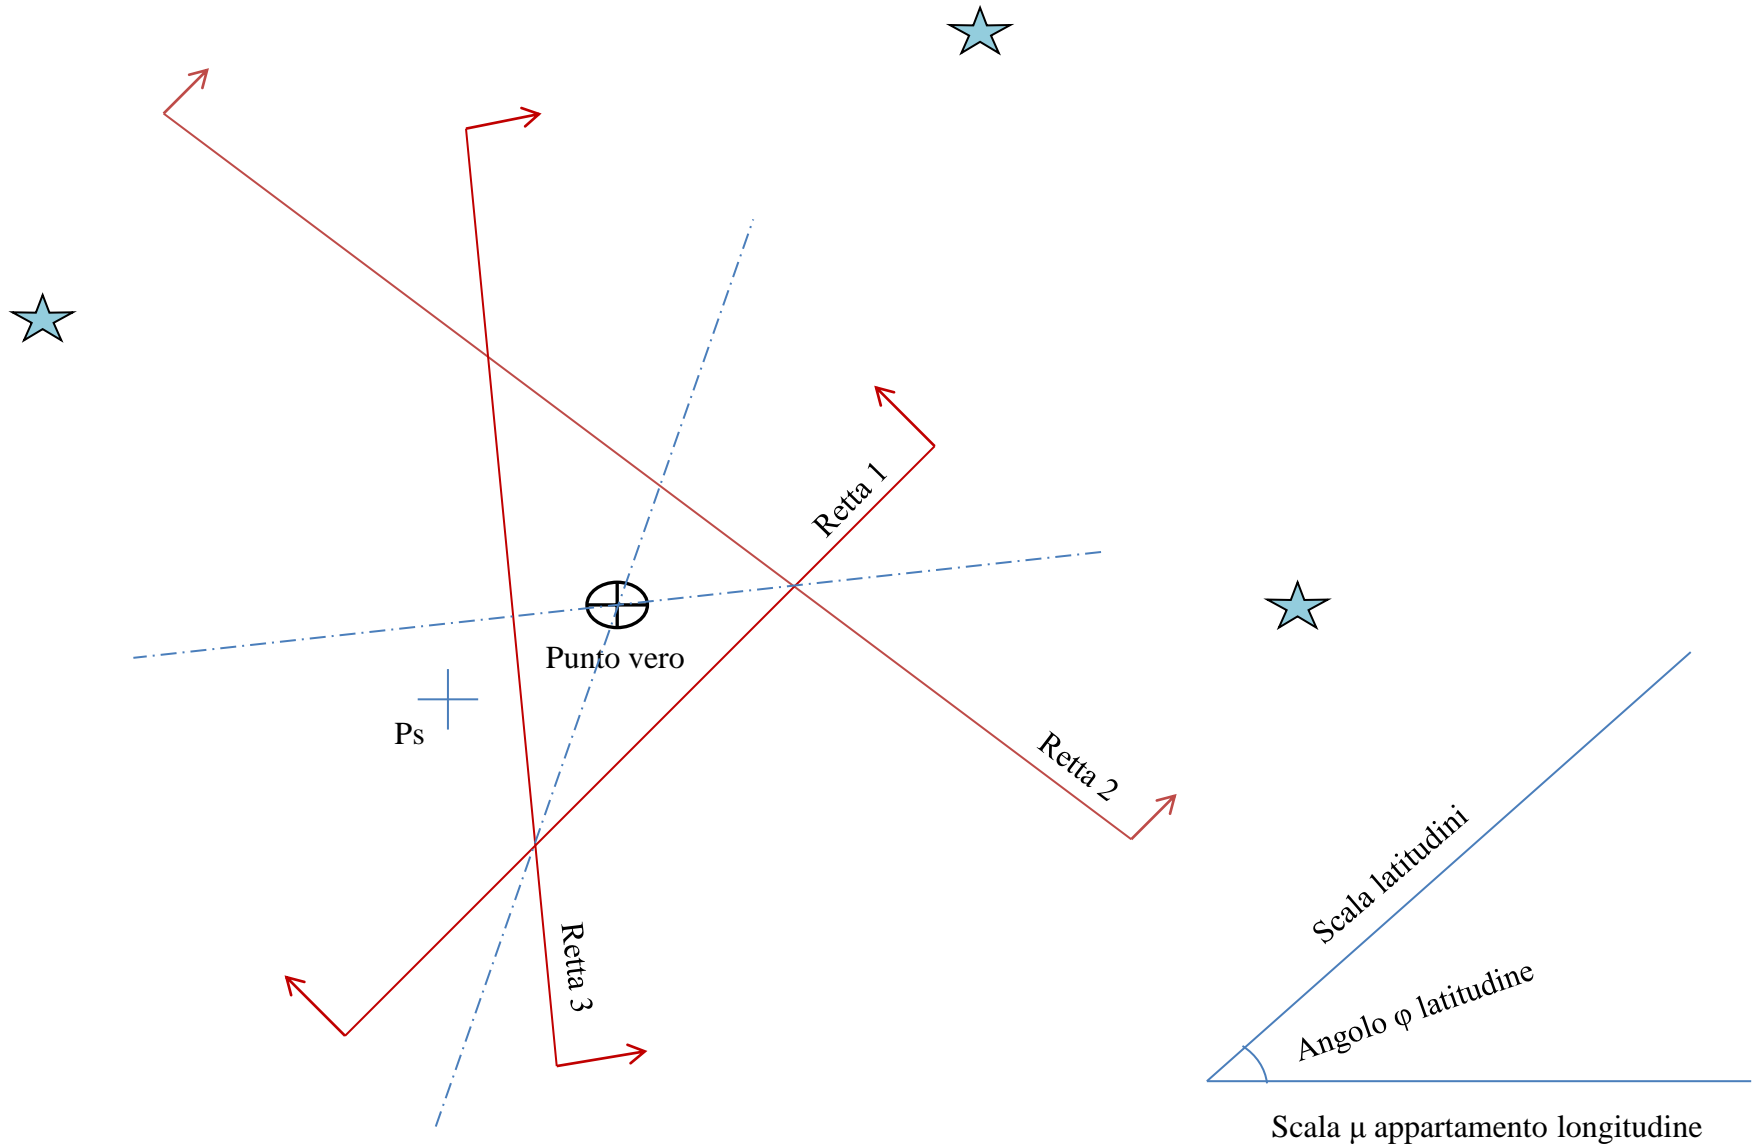 Retta 1
Punto vero
Ps
Retta 2
Retta 3
Scala latitudini
Angolo φ latitudine
Scala μ appartamento longitudine